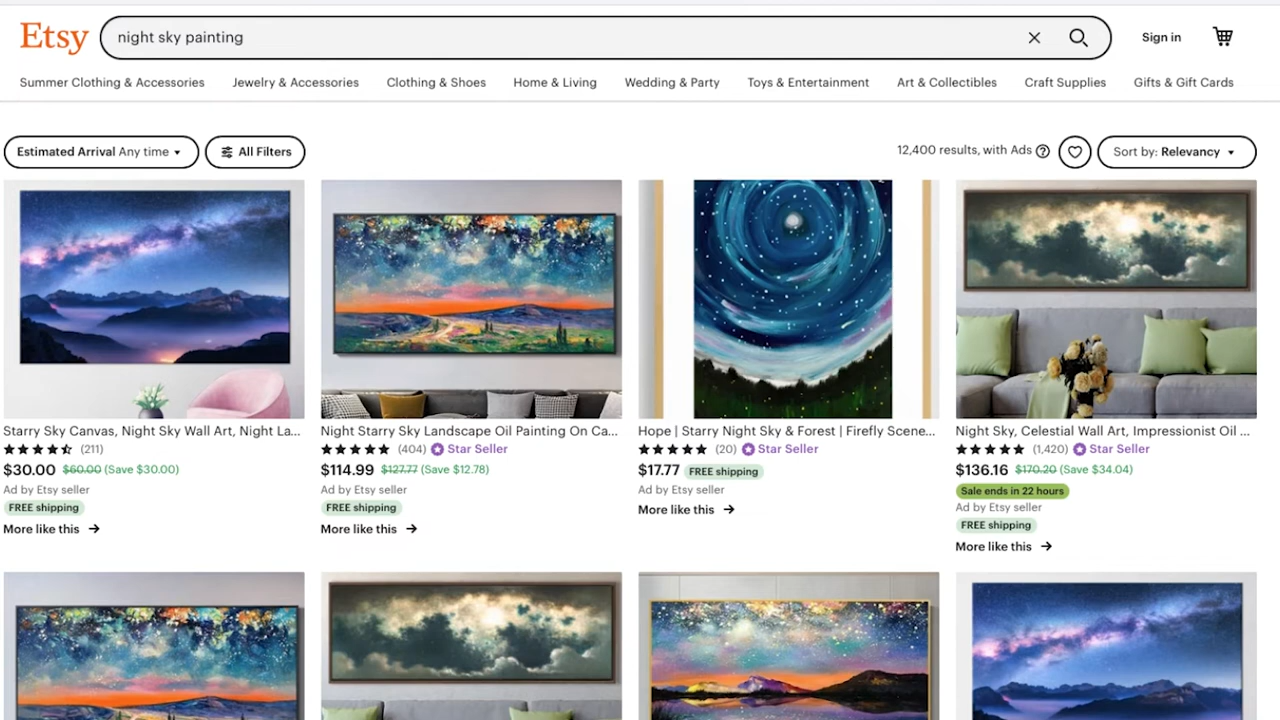 Etsy
night sky painting
Sign in
Summer Clothing & Accessories
Jewelry & Accessories
Clothing & Shoes
Home & Living
Wedding & Party
Toys & Entertainment
Art & Collectibles
Craft Supplies
Gifts & Gift Cards
Estimated Arrival Any time
All Filters
12,400 results, with Ads ?
Sort by: Relevancy
Starry Sky Canvas, Night Sky Wall Art, Night La...
(211)
$30.00 $60.00 (Save $30.00)
Ad by Etsy seller
FREE shipping
More like this →
Night Starry Sky Landscape Oil Painting On Ca...
(404) Star Seller
$114.99 $127.77 (Save $12.78)
Ad by Etsy seller
FREE shipping
More like this →
Hope | Starry Night Sky & Forest | Firefly Scene...
(20) Star Seller
$17.77 FREE shipping
Ad by Etsy seller
More like this →
Night Sky, Celestial Wall Art, Impressionist Oil ...
(1,420) Star Seller
$136.16 $170.20 (Save $34.04)
Sale ends in 22 hours
Ad by Etsy seller
FREE shipping
More like this →